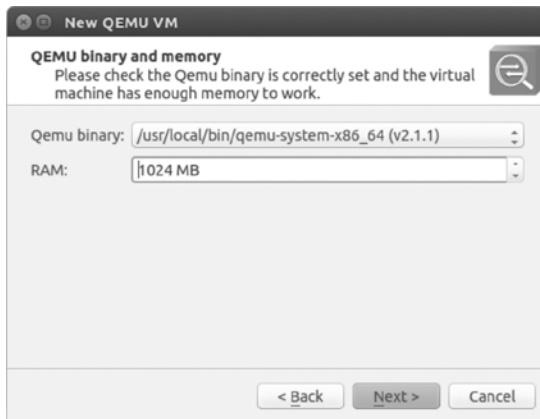 New QEMU VM
QEMU binary and memory
Please check the Qemu binary is correctly set and the virtual
machine has enough memory to work.
Qemu binary: /usr/local/bin/qemu-system-x86_64 (v2.1.1)
RAM: 1024 MB
< Back Next > Cancel